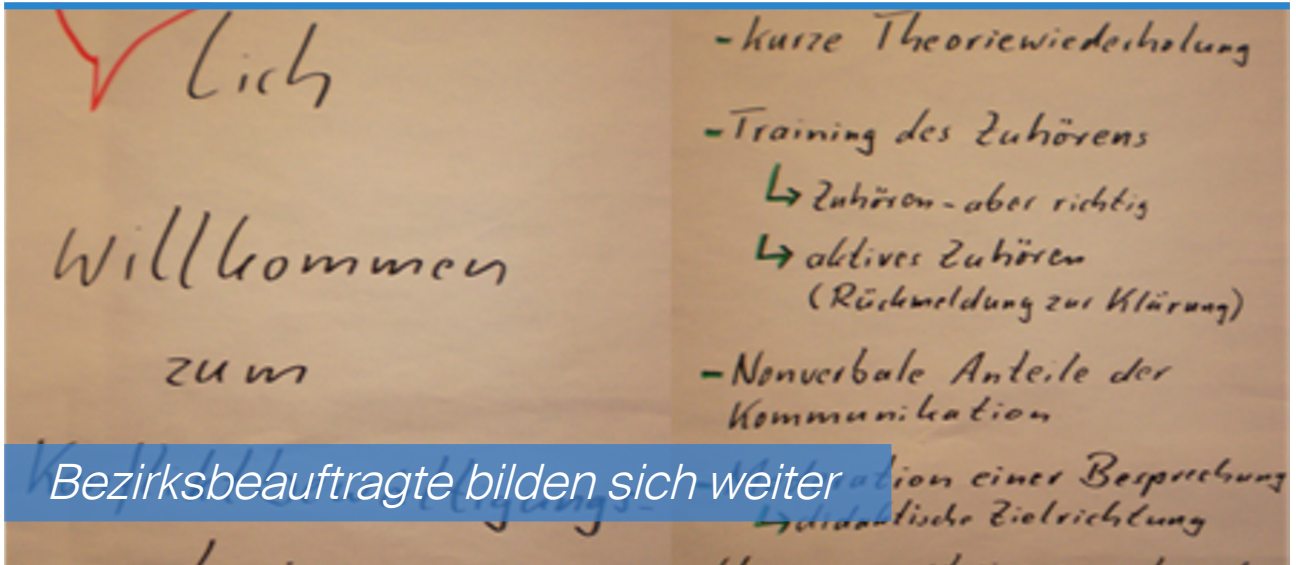 lich
Willkommen
zum
- kurze Theoriewiederholung
- Training des Zuhörens
↳ Zuhören - aber richtig
↳ aktives Zuhören
(Rückmeldung zur Klärung)
- Nonverbale Anteile der
Kommunikation
einer Besprechung
↳ didaktische Zielrichtung
Bezirksbeauftragte bilden sich weiter